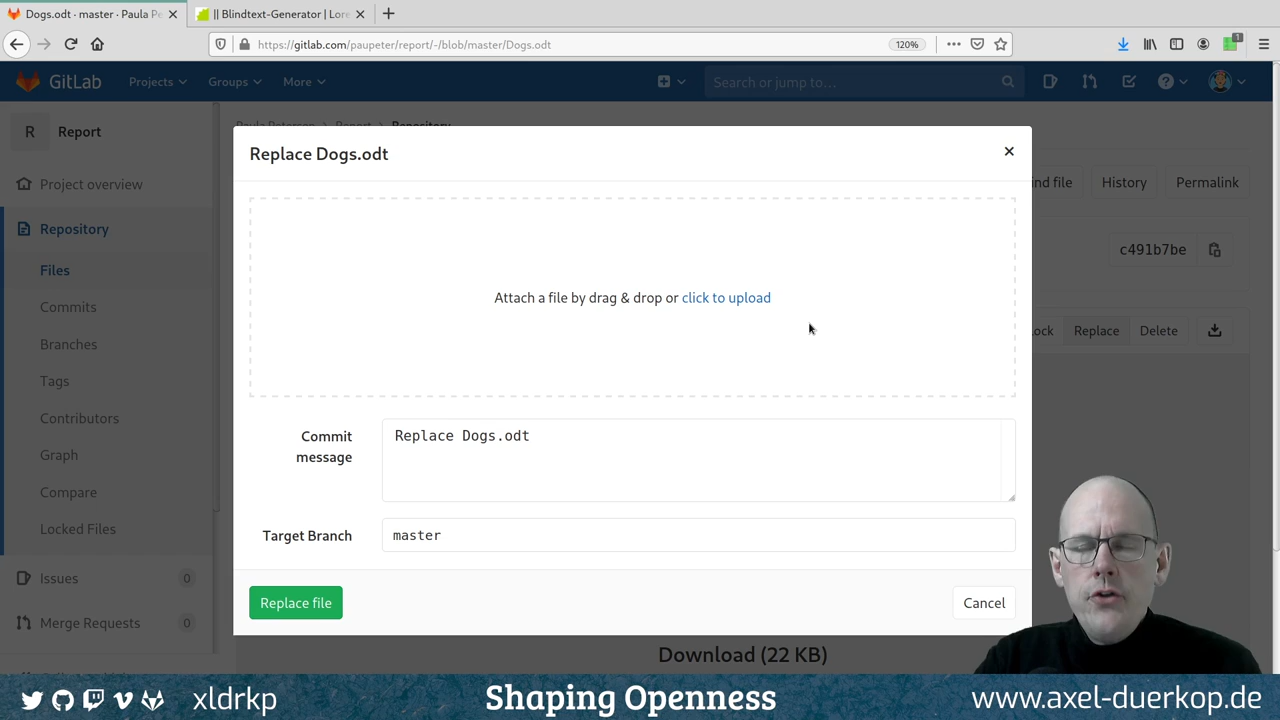 Dogs.odt · master · Paula Pe
|| Blindtext-Generator | Lore
https://gitlab.com/paupeter/report/-/blob/master/Dogs.odt
120%
1
GitLab
Projects
Groups
More
Search or jump to…
R
Report
Project overview
Repository
Files
Commits
Branches
Tags
Contributors
Graph
Compare
Locked Files
Issues
0
Merge Requests
0
Repository
ind file
History
Permalink
c491b7be
ock
Replace
Delete
Replace Dogs.odt
×
Attach a file by drag & drop or click to upload
Commit
message
Replace Dogs.odt
Target Branch
master
Replace file
Cancel
Download (22 KB)
xldrkp
Shaping Openness
www.axel-duerkop.de